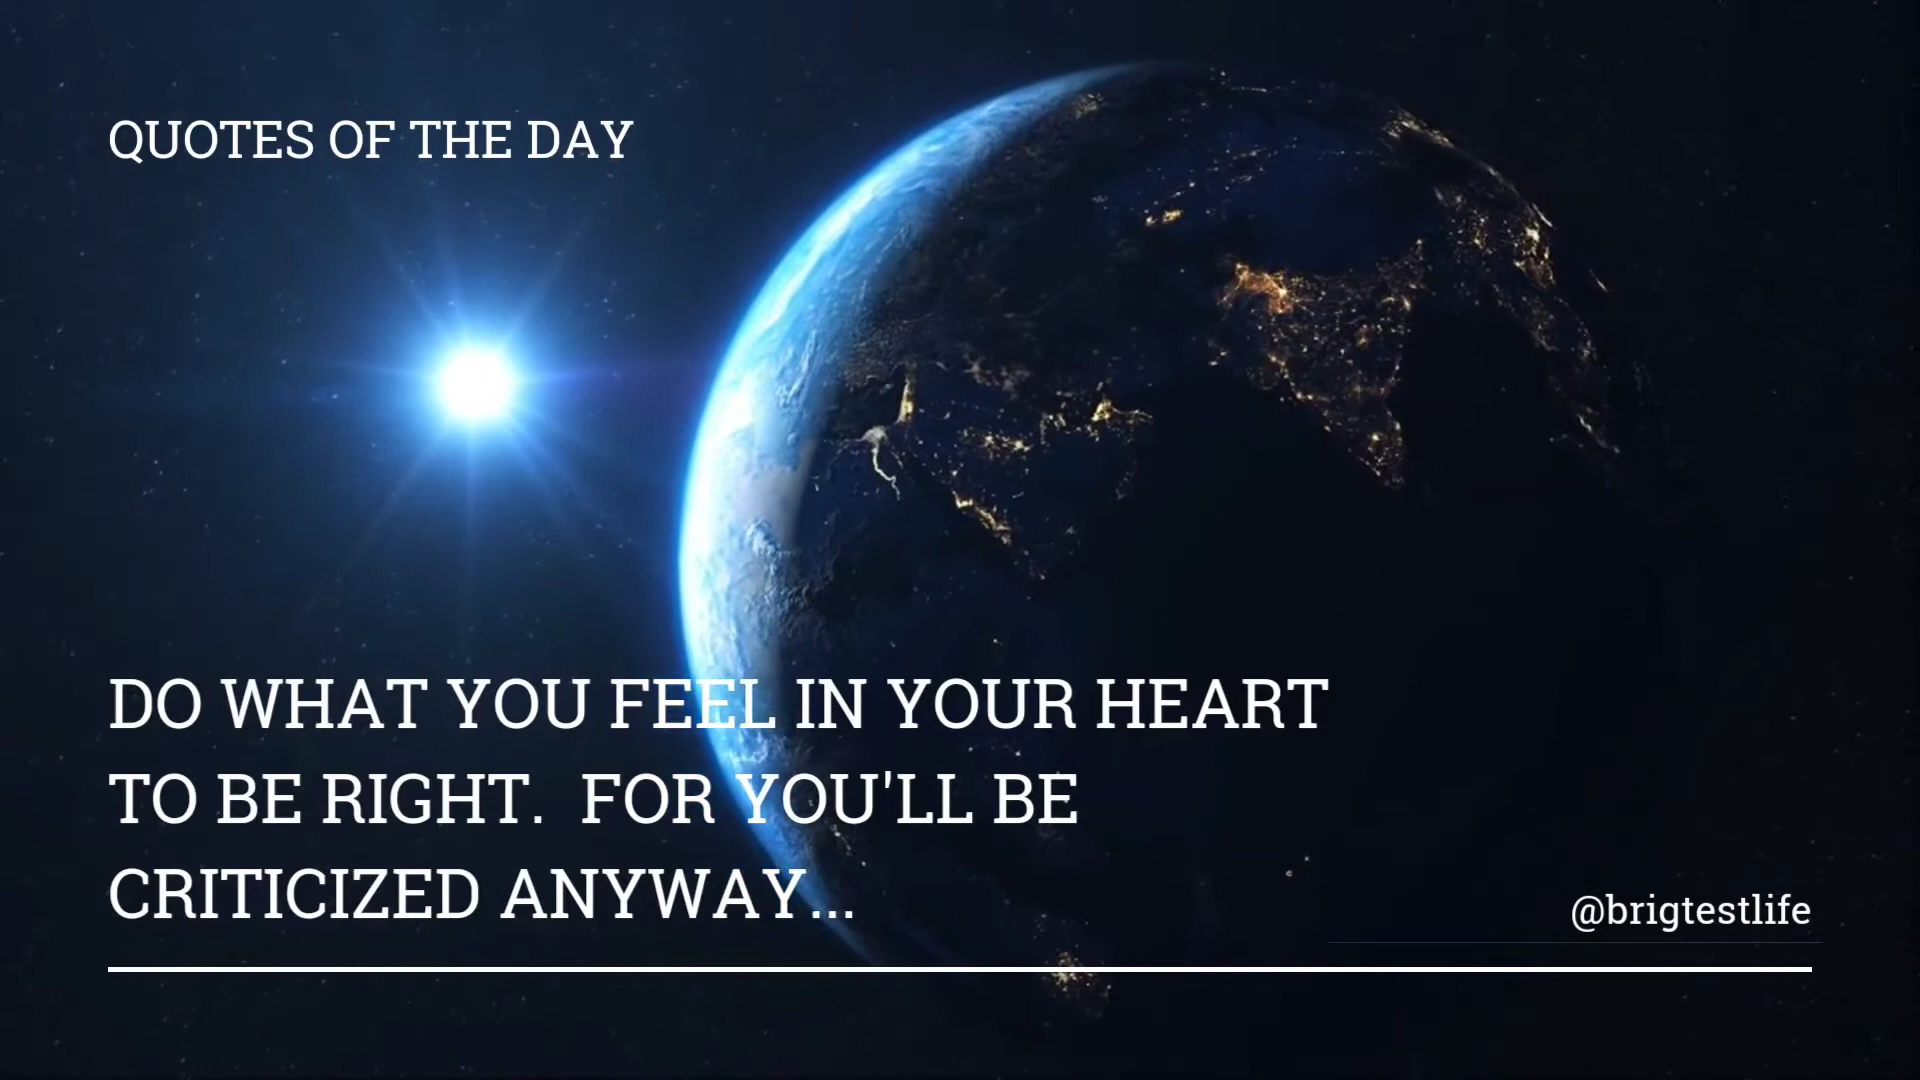 QUOTES OF THE DAY
DO WHAT YOU FEEL IN YOUR HEART
TO BE RIGHT.  FOR YOU'LL BE
CRITICIZED ANYWAY...
@brigtestlife